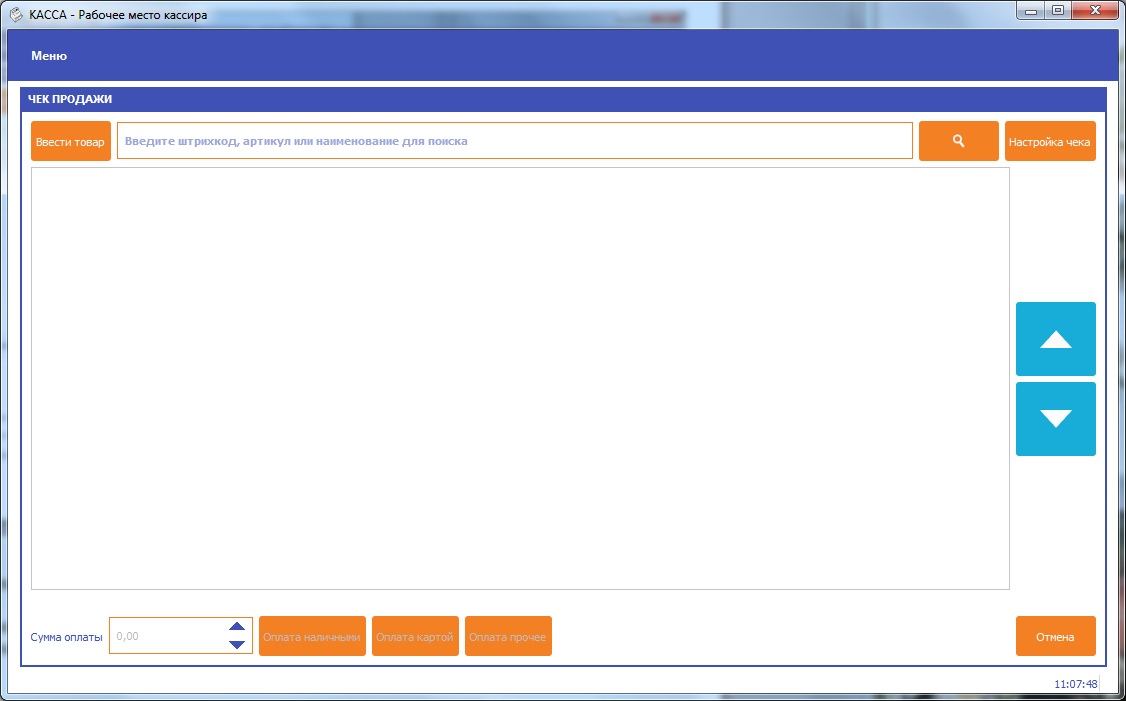 КАССА - Рабочее место кассира
Меню
ЧЕК ПРОДАЖИ
Ввести товар
Введите штрихкод, артикул или наименование для поиска
Настройка чека
Сумма оплаты
0,00
Оплата наличными
Оплата картой
Оплата прочее
Отмена
11:07:48